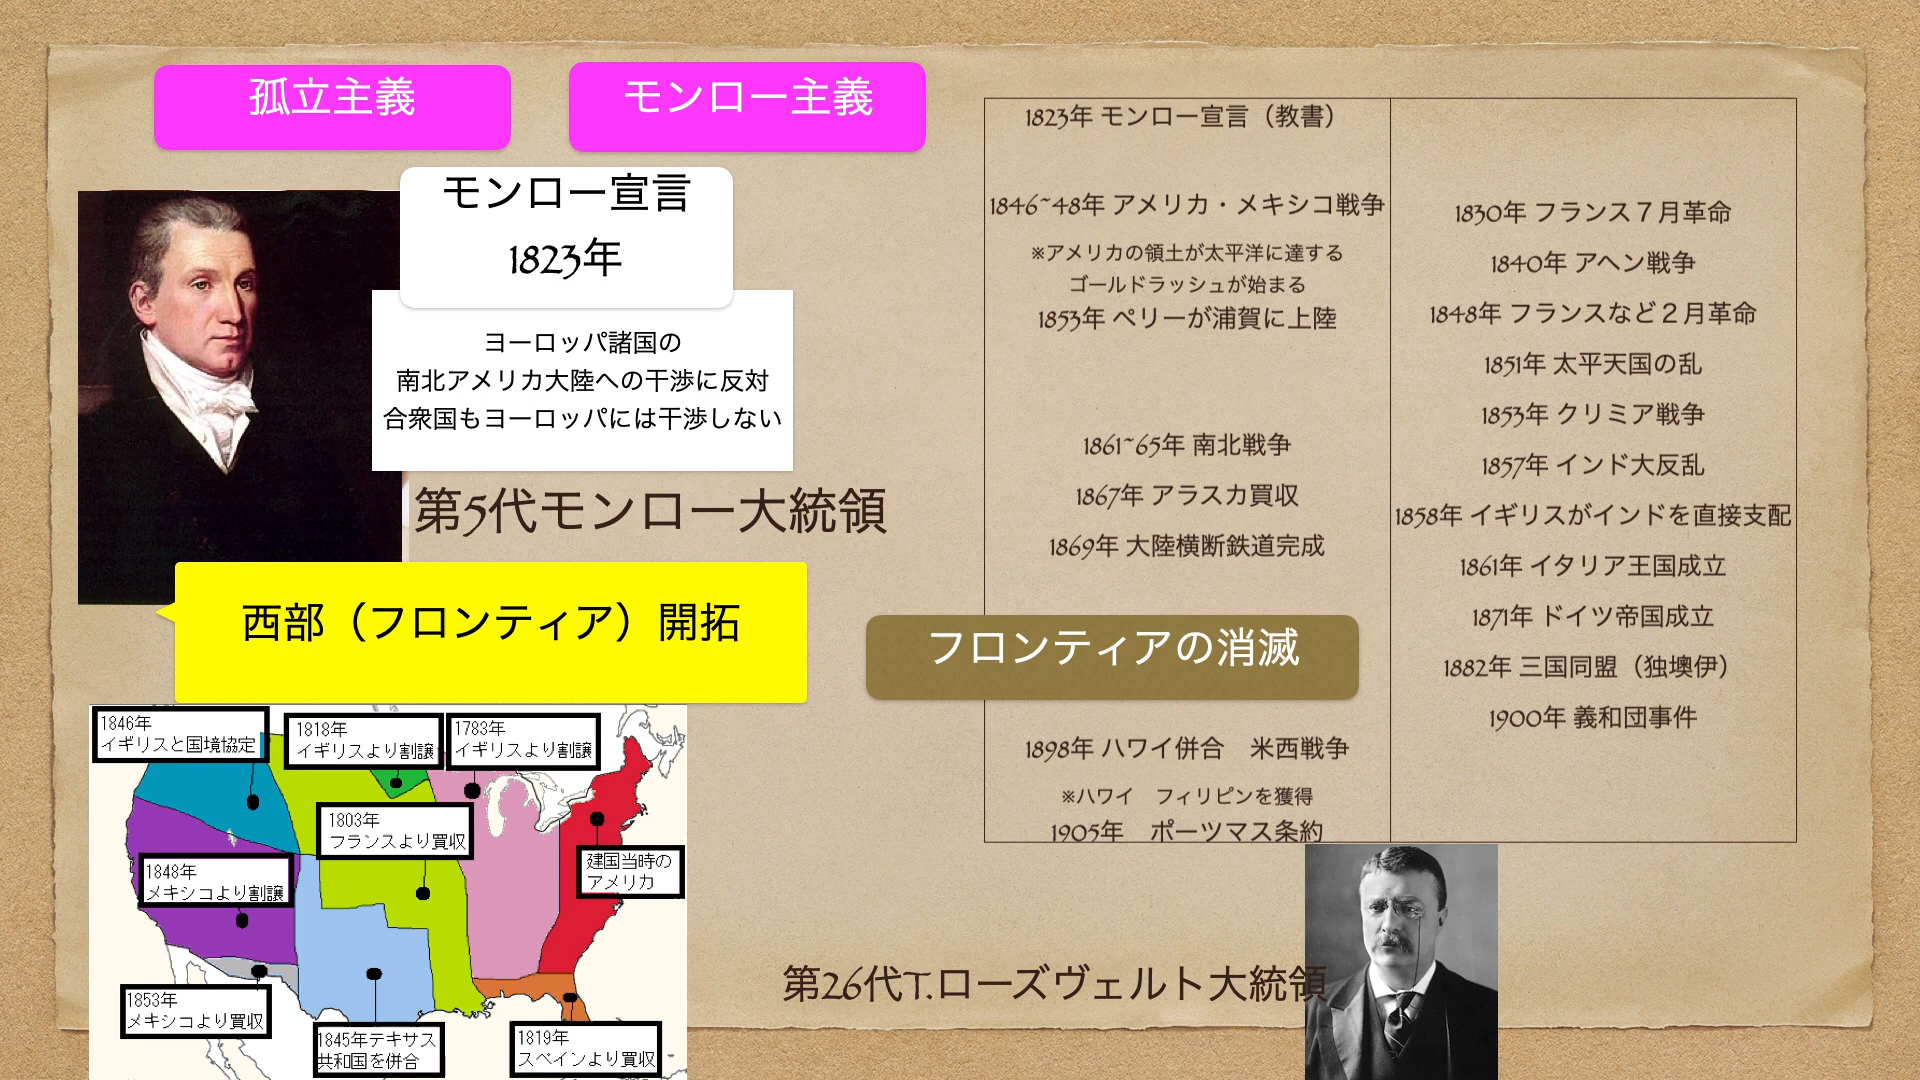 孤立主義
モンロー主義
モンロー宣言
1823年
ヨーロッパ諸国の
南北アメリカ大陸への干渉に反対
合衆国もヨーロッパには干渉しない
第5代モンロー大統領
西部（フロンティア）開拓
1846年
イギリスと国境協定
1818年
イギリスより割譲
1783年
イギリスより割譲
1803年
フランスより買収
建国当時の
アメリカ
1848年
メキシコより割譲
1853年
メキシコより買収
1845年テキサス
共和国を併合
1819年
スペインより買収
1823年 モンロー宣言（教書）
1846~48年 アメリカ・メキシコ戦争
※アメリカの領土が太平洋に達する
ゴールドラッシュが始まる
1853年 ペリーが浦賀に上陸
1861~65年 南北戦争
1867年 アラスカ買収
1869年 大陸横断鉄道完成
フロンティアの消滅
1898年 ハワイ併合　米西戦争
※ハワイ　フィリピンを獲得
1905年　ポーツマス条約
1830年 フランス７月革命
1840年 アヘン戦争
1848年 フランスなど２月革命
1851年 太平天国の乱
1853年 クリミア戦争
1857年 インド大反乱
1858年 イギリスがインドを直接支配
1861年 イタリア王国成立
1871年 ドイツ帝国成立
1882年 三国同盟（独墺伊）
1900年 義和団事件
第26代T.ローズヴェルト大統領